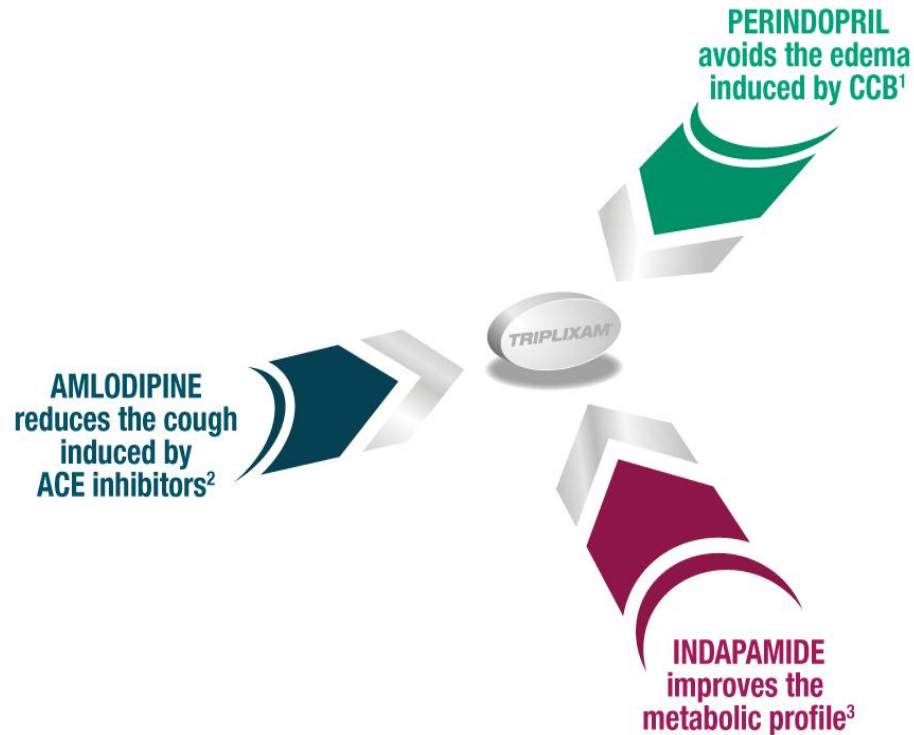 PERINDOPRIL
avoids the edema
induced by CCB¹
TRIPLIXAM
AMLODIPINE
reduces the cough
induced by
ACE inhibitors²
INDAPAMIDE
improves the
metabolic profile³